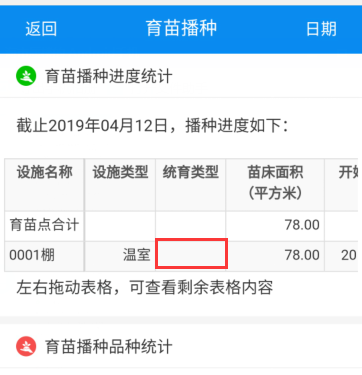 返回 育苗播种 日期
育苗播种进度统计
截止2019年04月12日，播种进度如下：
设施名称 设施类型 统育类型 苗床面积
（平方米）
育苗点合计 78.00
0001棚 温室 78.00 20
左右拖动表格，可查看剩余表格内容
育苗播种品种统计